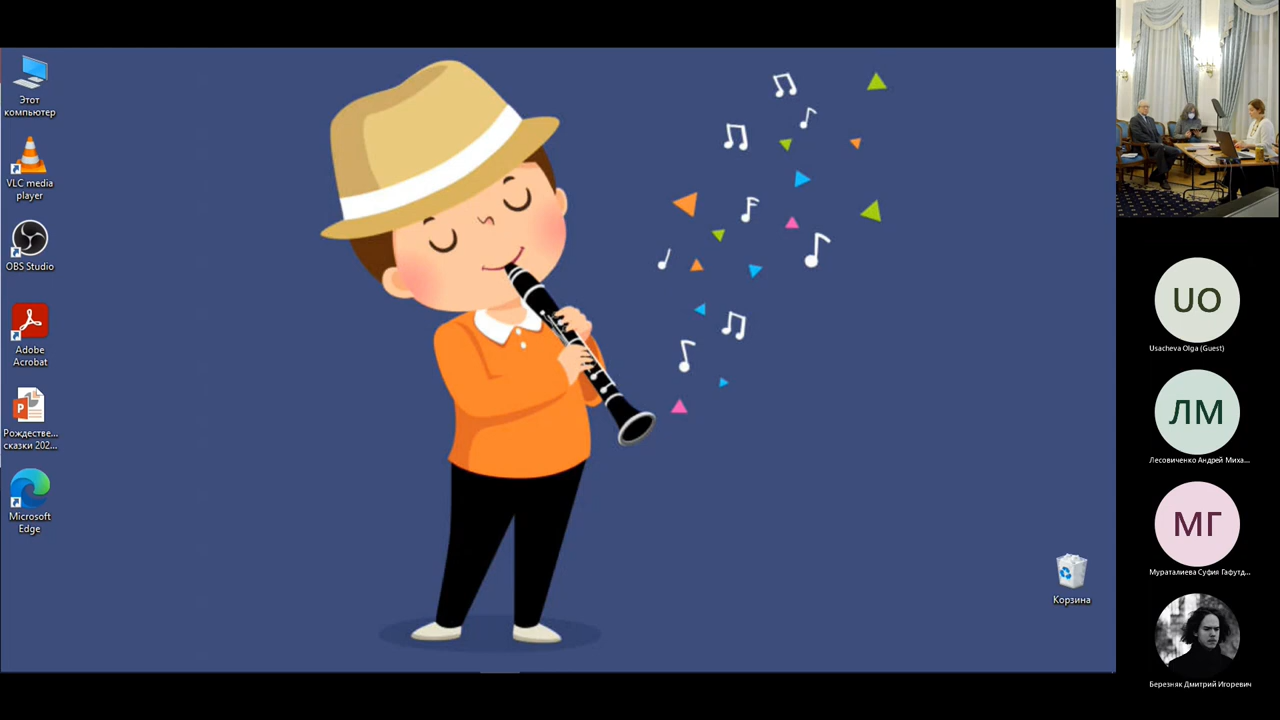 Этот
компьютер
VLC media
player
OBS Studio
Adobe
Acrobat
Рождестве...
сказки 202...
Microsoft
Edge
Корзина
UO
Usacheva Olga (Guest)
ЛМ
Лесовиченко Андрей Миха...
МГ
Мураталиева Суфия Гафутд...
Березняк Дмитрий Игоревич